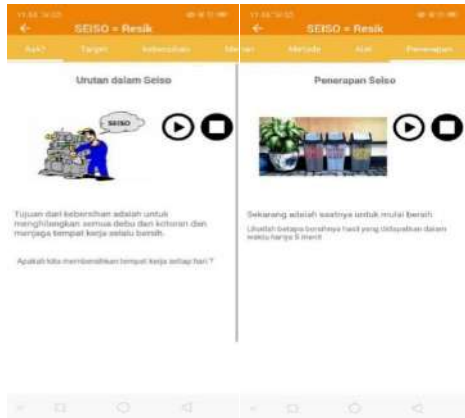 SEISO = Resik
Target
Kebersihan
Urutan dalam Seiso
SEISO
Tujuan dari kebersihan adalah untuk
menghilangkan semua debu dan kotoran dan
menjaga tempat kerja selalu bersih.
Apakah kita membersihkan tempat kerja setiap hari ?
SEISO = Resik
Metode
Alat
Penerapan
Penerapan Seiso
Sekarang adalah saatnya untuk mulai bersih
Lihatlah betapa bersihnya hasil yang didapatkan dalam
waktu hanya 5 menit